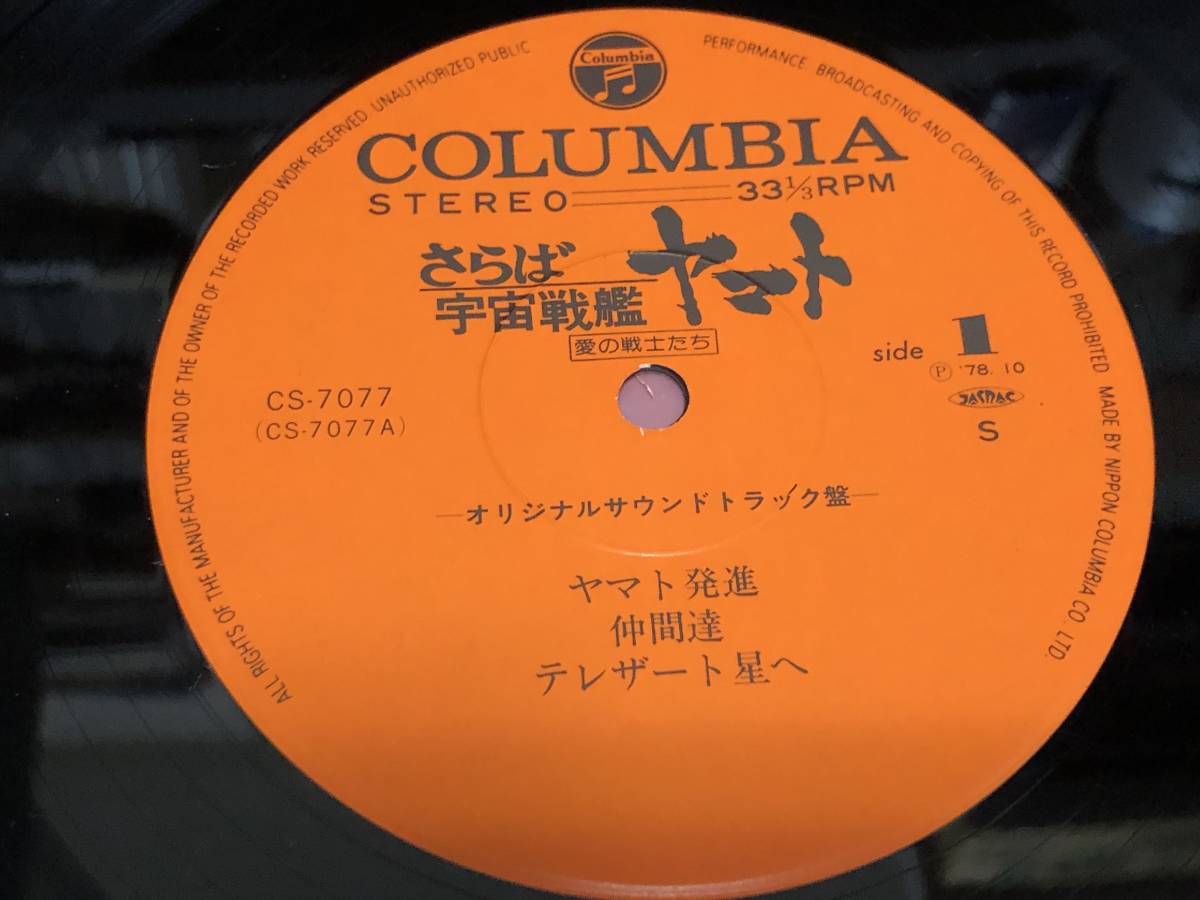 ALL RIGHTS OF THE MANUFACTURER AND OF THE OWNER OF THE RECORDED WORK RESERVED UNAUTHORIZED PUBLIC PERFORMANCE BROADCASTING AND COPYING OF THIS RECORD PROHIBITED MADE BY NIPPON COLUMBIA CO., LTD.
Columbia
COLUMBIA
STEREO 33 1/3 RPM
さらば
宇宙戦艦
ヤマト
愛の戦士たち
side 1
Ⓟ '78. 10
JASRAC
S
CS-7077
(CS-7077A)
オリジナルサウンドトラック盤
ヤマト発進
仲間達
テレザート星へ